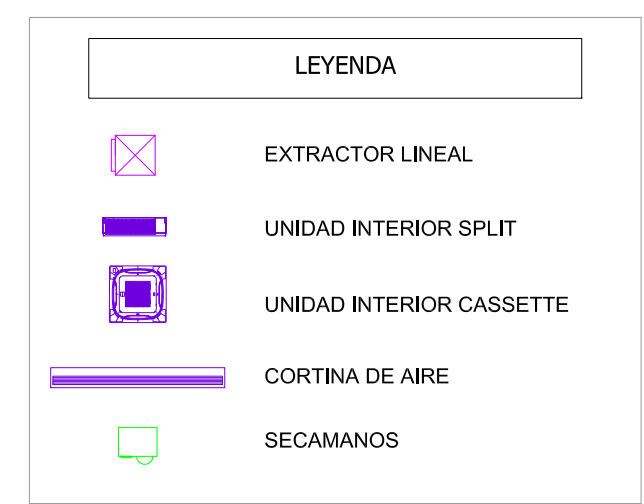 LEYENDA
EXTRACTOR LINEAL
UNIDAD INTERIOR SPLIT
UNIDAD INTERIOR CASSETTE
CORTINA DE AIRE
SECAMANOS